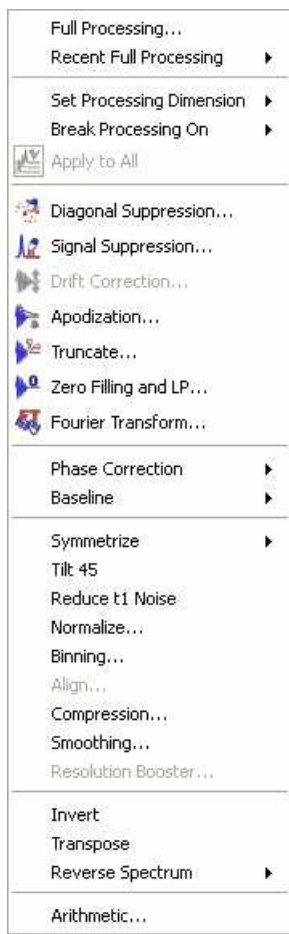 Full Processing...
Recent Full Processing
Set Processing Dimension
Break Processing On
Apply to All
Diagonal Suppression...
Signal Suppression...
Drift Correction...
Apodization...
Truncate...
Zero Filling and LP...
Fourier Transform...
Phase Correction
Baseline
Symmetrize
Tilt 45
Reduce t1 Noise
Normalize...
Binning...
Align...
Compression...
Smoothing...
Resolution Booster...
Invert
Transpose
Reverse Spectrum
Arithmetic...